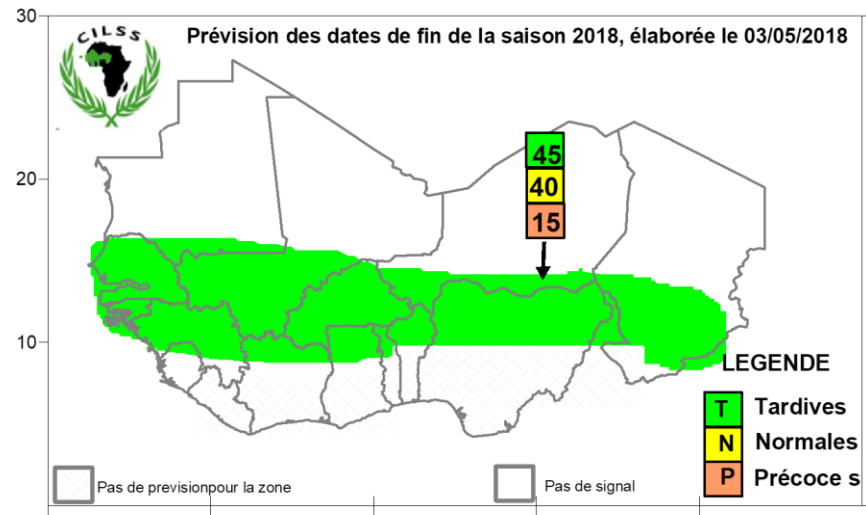 30
CILSS
Prévision des dates de fin de la saison 2018, élaborée le 03/05/2018
45
20
40
15
10
LEGENDE
T Tardives
N Normales
P Précoce s
Pas de previsionpour la zone
Pas de signal